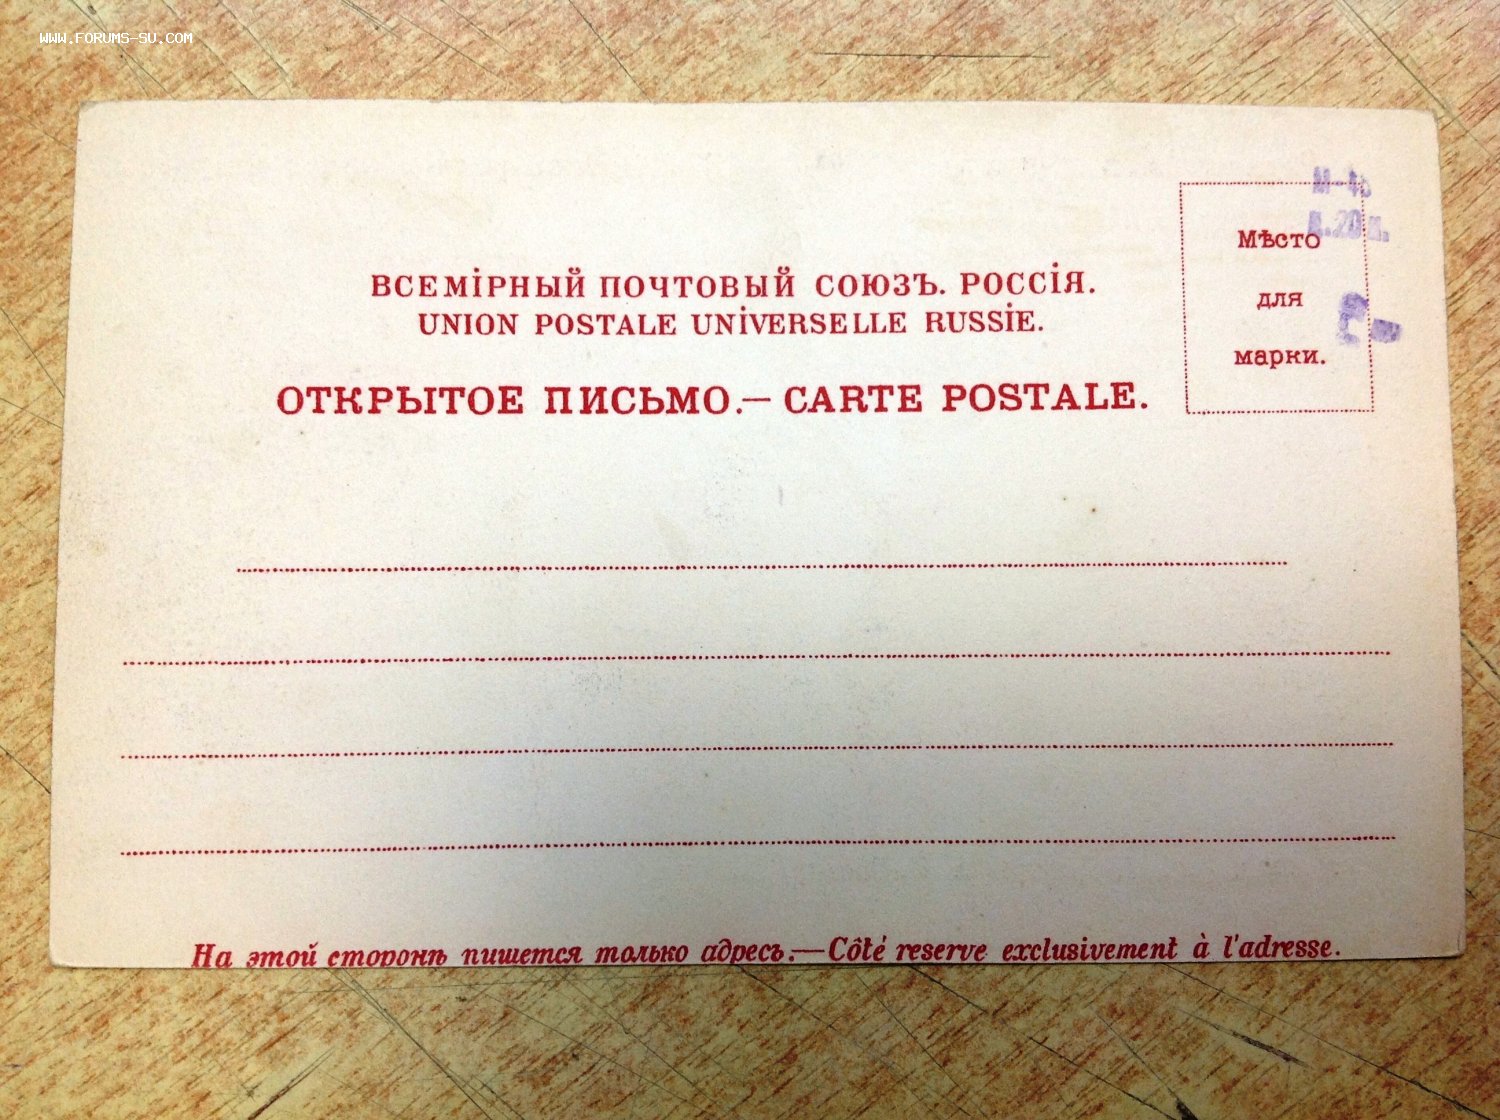 WWW.FORUMS-SU.COM
ВСЕМІРНЫЙ ПОЧТОВЫЙ СОЮЗЪ. РОССІЯ.
UNION POSTALE UNIVERSELLE RUSSIE.
ОТКРЫТОЕ ПИСЬМО.— CARTE POSTALE.
Мѣсто
для
марки.
На этой сторонѣ пишется только адресъ.—Côté reserve exclusivement à l'adresse.